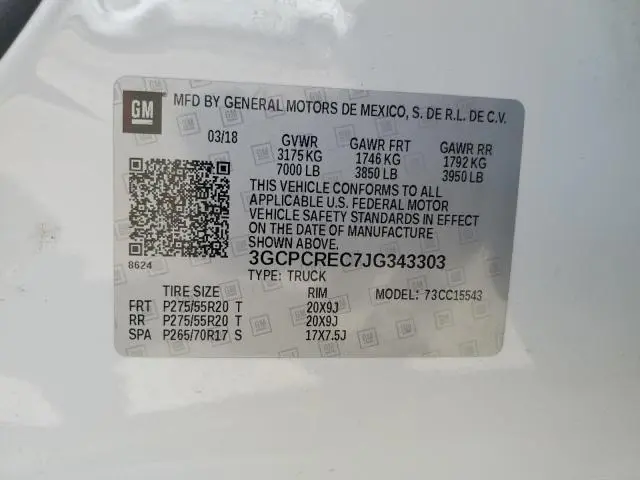 GM
MFD BY GENERAL MOTORS DE MEXICO, S. DE R.L. DE C.V.
03/18 GVWR GAWR FRT GAWR RR
3175 KG 1746 KG 1792 KG
7000 LB 3850 LB 3950 LB
THIS VEHICLE CONFORMS TO ALL
APPLICABLE U.S. FEDERAL MOTOR
VEHICLE SAFETY STANDARDS IN EFFECT
ON THE DATE OF MANUFACTURE
SHOWN ABOVE.
8624
3GCPCREC7JG343303
TYPE: TRUCK
TIRE SIZE RIM MODEL: 73CC15543
FRT P275/55R20 T 20X9J
RR P275/55R20 T 20X9J
SPA P265/70R17 S 17X7.5J